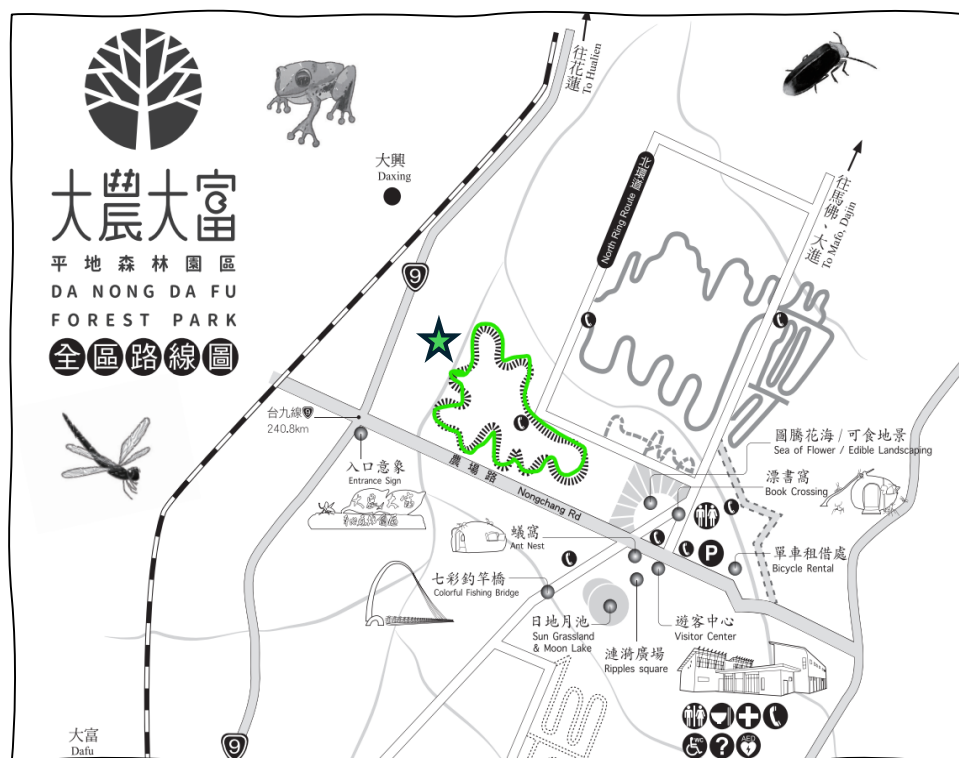 大農大富
平地森林園區
DA NONG DA FU
FOREST PARK
全區路線圖
往花蓮
To Hualien
大興
Daxing
9
北環道
North Ring Route
往馬佛、大進
To Mafo, Dajin
台九線 9
240.8km
入口意象
Entrance Sign
農場路
Nongchang Rd
圖騰花海 / 可食地景
Sea of Flower / Edible Landscaping
漂書窩
Book Crossing
蟻窩
Ant Nest
P
單車租借處
Bicycle Rental
七彩釣竿橋
Colorful Fishing Bridge
日地月池
Sun Grassland
& Moon Lake
漣漪廣場
Ripples square
遊客中心
Visitor Center
WC
?
AED
大富
Dafu
9